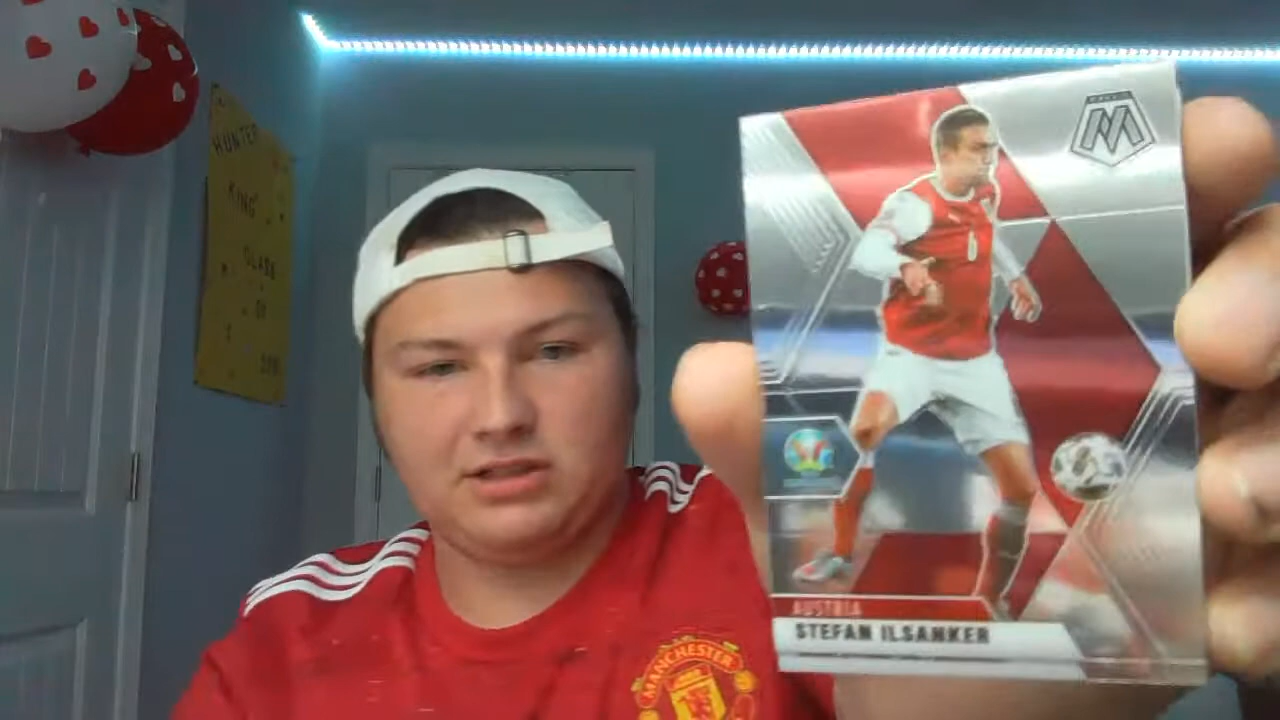 HUNTER
KING
CLASS
OF
MANCHESTER
AUSTRIA
STEFAN ILSANKER